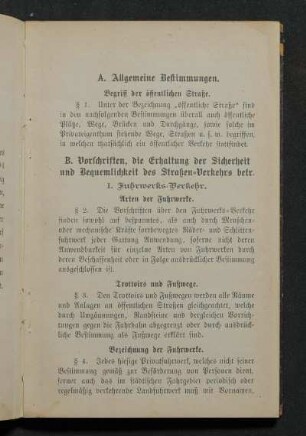 A. Allgemeine Bestimmungen.
Begriff der öffentlichen Straße.
§ 1. Unter der Bezeichnung „öffentliche Straße“ sind
in den nachfolgenden Bestimmungen überall auch öffentliche
Plätze, Wege, Brücken und Durchgänge, sowie solche im
Privateigenthum stehende Wege, Straßen u. s. w. begriffen,
in welchen thatsächlich ein öffentlicher Verkehr stattfindet.
B. Vorschriften, die Erhaltung der Sicherheit
und Bequemlichkeit des Straßen-Verkehrs betr.
I. Fuhrwerks-Verkehr.
Arten der Fuhrwerke.
§ 2. Die Vorschriften über den Fuhrwerks-Verkehr
finden sowohl auf bespannte, als auch durch Menschen-
oder mechanische Kräfte fortbewegte Räder- und Schlitten-
fuhrwerke jeder Gattung Anwendung, soferne nicht deren
Anwendbarkeit für einzelne Arten von Fuhrwerken durch
deren Beschaffenheit oder in Folge ausdrücklicher Bestimmung
ausgeschlossen ist.
Trottoirs und Fußwege.
§ 3. Den Trottoirs und Fußwegen werden alle Räume
und Anlagen an öffentlichen Straßen gleichgeachtet, welche
durch Umzäunungen, Randsteine und dergleichen Vorrich-
tungen gegen die Fahrbahn abgegrenzt oder durch ausdrück-
liche Bestimmung als Fußwege erklärt sind.
Bezeichnung der Fuhrwerke.
§ 4. Jedes hiesige Privatfuhrwerk, welches nicht seiner
Bestimmung gemäß zur Beförderung von Personen dient,
ferner auch das im städtischen Fuhrgebiet periodisch oder
regelmäßig verkehrende Landfuhrwerk muß mit Vornamen,